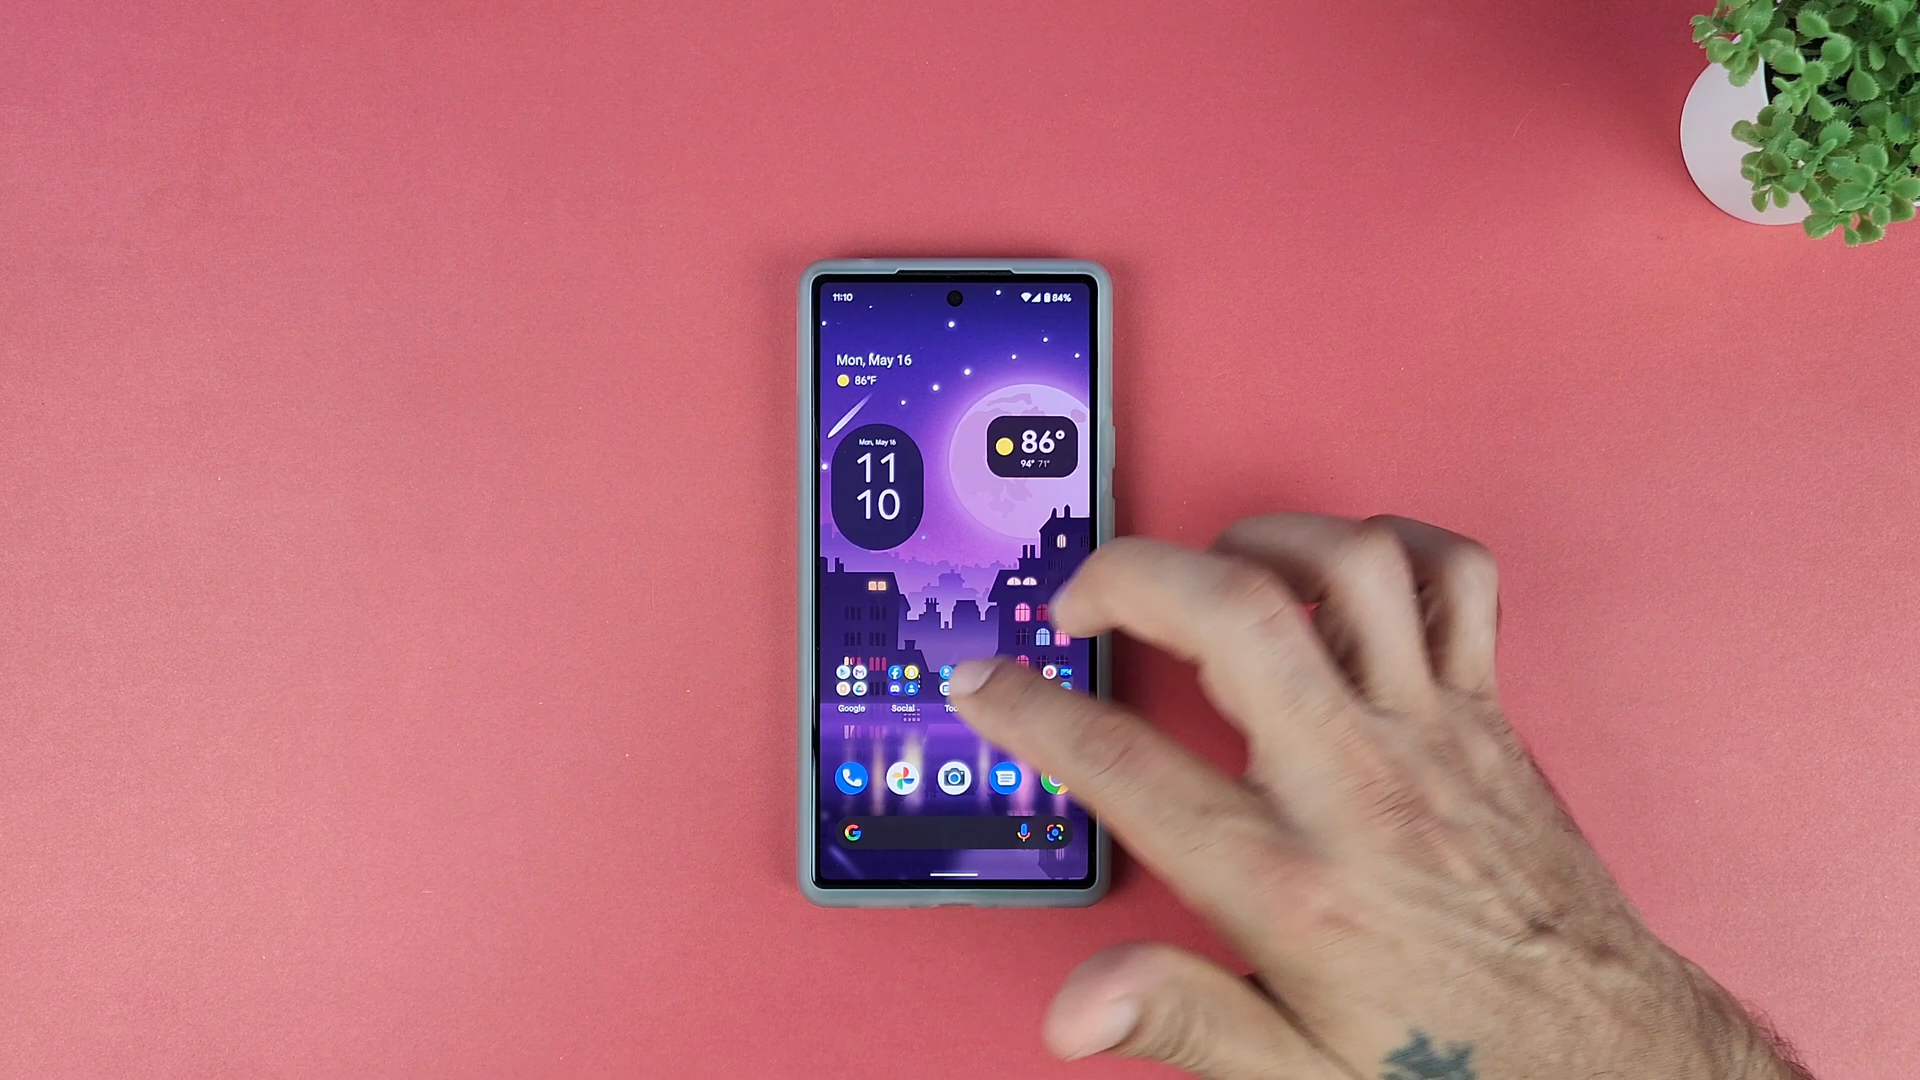 11:10
84%
Mon, May 16
86°F
Mon, May 16
11
10
86°
94° 71°
Google
Social